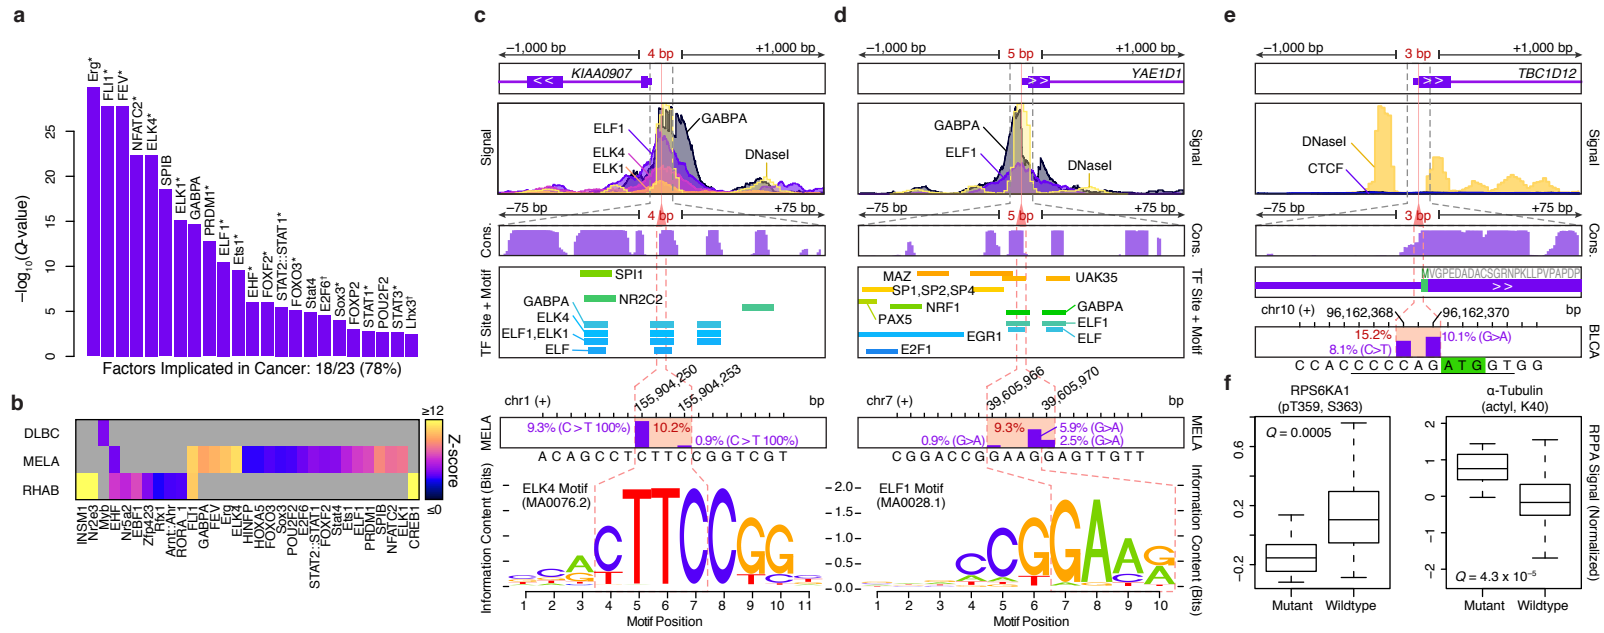 a
−log10(Q-value)
25
20
15
10
5
0
Erg*
FLI1*
FEV*
NFATC2*
ELK4*
SPIB
ELK1*
GABPA
PRDM1*
ELF1*
Ets1*
EHF*
FOXF2*
STAT2::STAT1*
FOXO3*
Stat4
E2F6†
Sox3*
FOXP2
STAT1*
POU2F2
STAT3*
Lhx3†
Factors Implicated in Cancer: 18/23 (78%)
b
DLBC
MELA
RHAB
≥12
Z-score
≤0
INSM1
Nr2e3
Myb
EHF
Nr5a2
EBF1
Zfp423
Rfx1
Arnt::Ahr
RORA_1
FLI1
GABPA
FEV
Erg
ELK4
HINFP
HOXA5
FOXO3
Sox3
POU2F2
E2F6
STAT2::STAT1
FOXF2
Stat4
Ets1
ELF1
PRDM1
SPIB
NFATC2
ELK1
CREB1
c
−1,000 bp
4 bp
+1,000 bp
<<
KIAA0907
Signal
ELF1
ELK4
ELK1
GABPA
DNaseI
−75 bp
4 bp
+75 bp
Cons.
TF Site + Motif
SPI1
NR2C2
GABPA
ELK4
ELF1,ELK1
ELF
155,904,250
155,904,253
chr1 (+)
bp
MELA
9.3% (C > T 100%)
10.2%
0.9% (C > T 100%)
A C A G C C T C T T C C G G T C G T
Information Content (Bits)
ELK4 Motif
(MA0076.2)
1 2 3 4 5 6 7 8 9 10 11
Motif Position
d
−1,000 bp
5 bp
+1,000 bp
>>
YAE1D1
Signal
GABPA
ELF1
DNaseI
−75 bp
5 bp
+75 bp
Cons.
TF Site + Motif
MAZ
UAK35
SP1,SP2,SP4
NRF1
GABPA
PAX5
ELF1
EGR1
ELF
E2F1
39,605,966
39,605,970
chr7 (+)
bp
MELA
9.3%
5.9% (G>A)
0.9% (G>A)
2.5% (G>A)
C G G A C C G G A A G G A G T T G T T
2.0
1.5
1.0
0.5
0.0
Information Content (Bits)
ELF1 Motif
(MA0028.1)
1 2 3 4 5 6 7 8 9 10
Motif Position
e
−1,000 bp
3 bp
+1,000 bp
>>
TBC1D12
Signal
DNaseI
CTCF
−75 bp
3 bp
+75 bp
Cons.
MVGPEDADACSGRNPKLLPVPAPDP
>>
chr10 (+)
96,162,368
96,162,370
bp
BLCA
15.2%
10.1% (G>A)
8.1% (C>T)
C C A C C C C C A G A T G G T G G
f
RPS6KA1
(pT359, S363)
Q = 0.0005
0.6
0.2
−0.2
Mutant
Wildtype
α-Tubulin
(actyl, K40)
2
1
0
-1
-2
Q = 4.3 x 10−5
Mutant
Wildtype
RPPA Signal (Normalized)